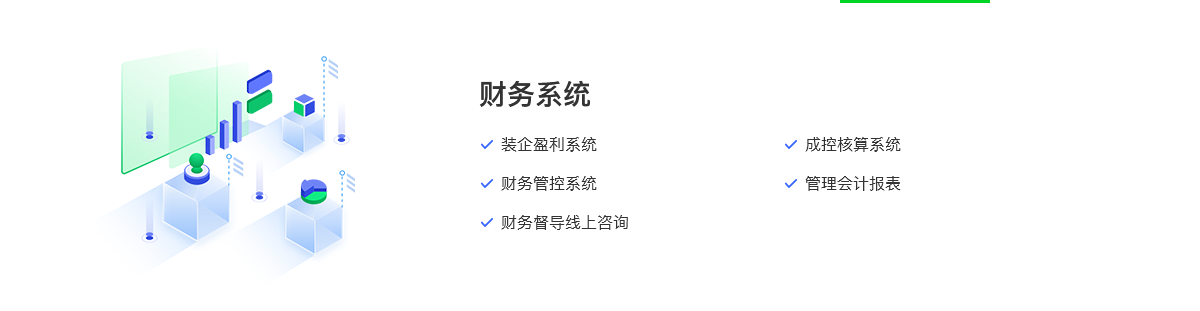 财务系统
装企盈利系统
成控核算系统
财务管控系统
管理会计报表
财务督导线上咨询